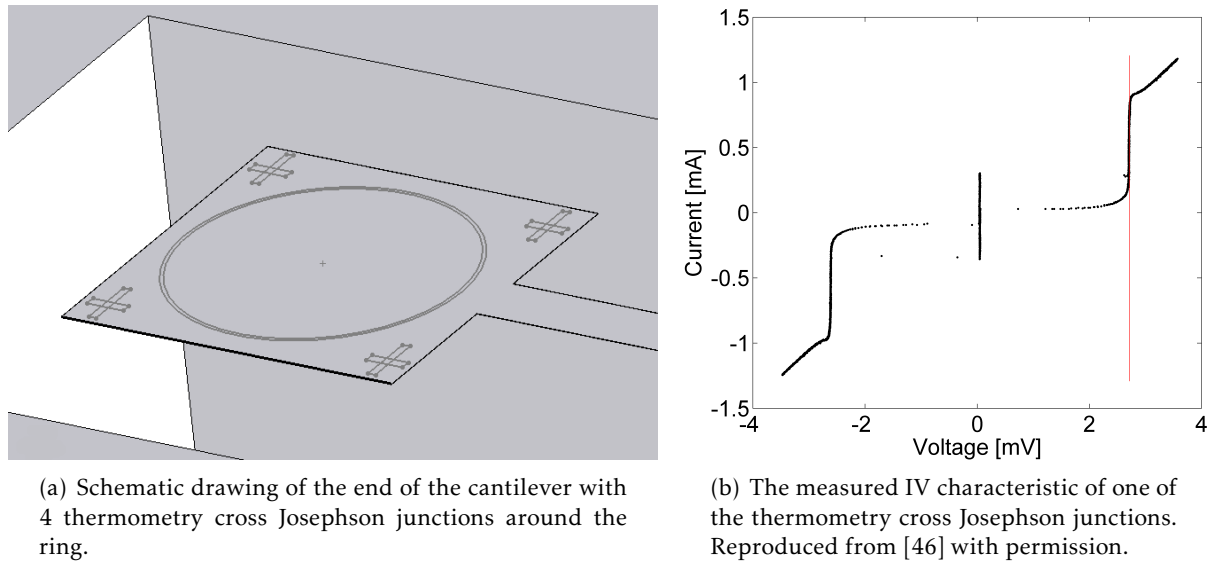 1.5
1
0.5
0
-0.5
-1
-1.5
-4 -2 0 2 4
Current [mA]
Voltage [mV]
(a) Schematic drawing of the end of the cantilever with
4 thermometry cross Josephson junctions around the
ring.
(b) The measured IV characteristic of one of
the thermometry cross Josephson junctions.
Reproduced from [46] with permission.